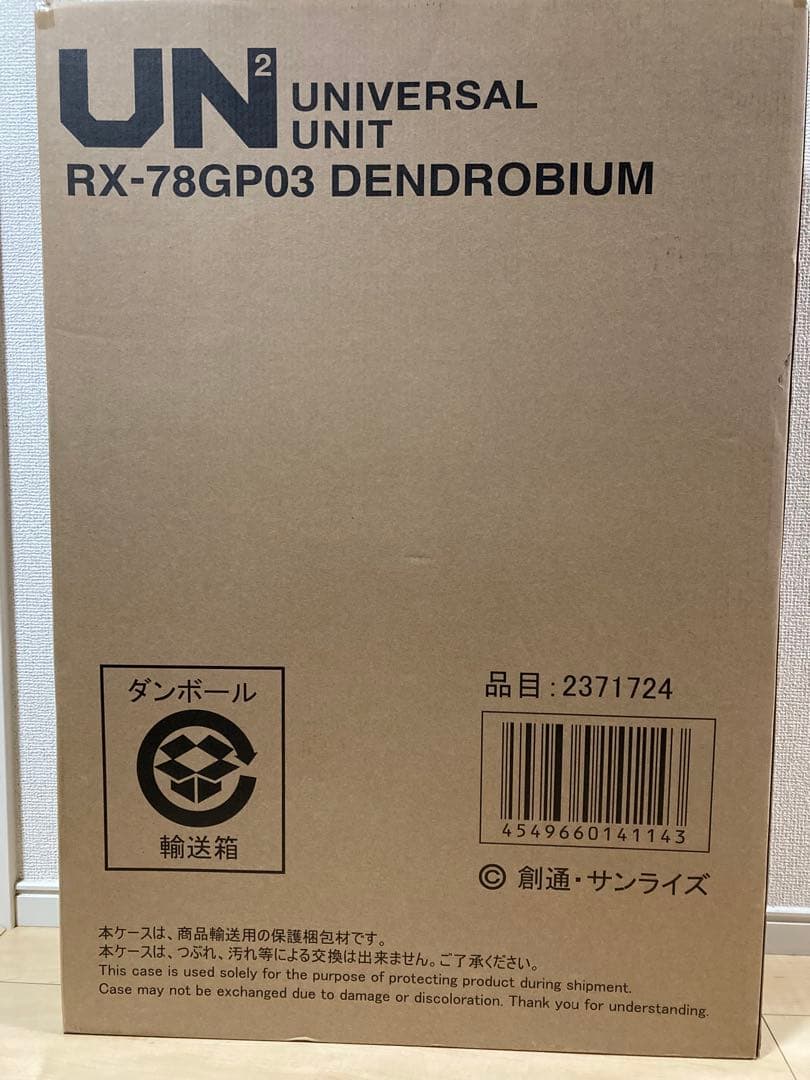 UN2 UNIVERSAL
UNIT
RX-78GP03 DENDROBIUM
ダンボール
輸送箱
品目:2371724
4549660141143
© 創通・サンライズ
本ケースは、商品輸送用の保護梱包材です。
本ケースは、つぶれ、汚れ等による交換は出来ません。ご了承ください。
This case is used solely for the purpose of protecting product during shipment.
Case may not be exchanged due to damage or discoloration. Thank you for understanding.